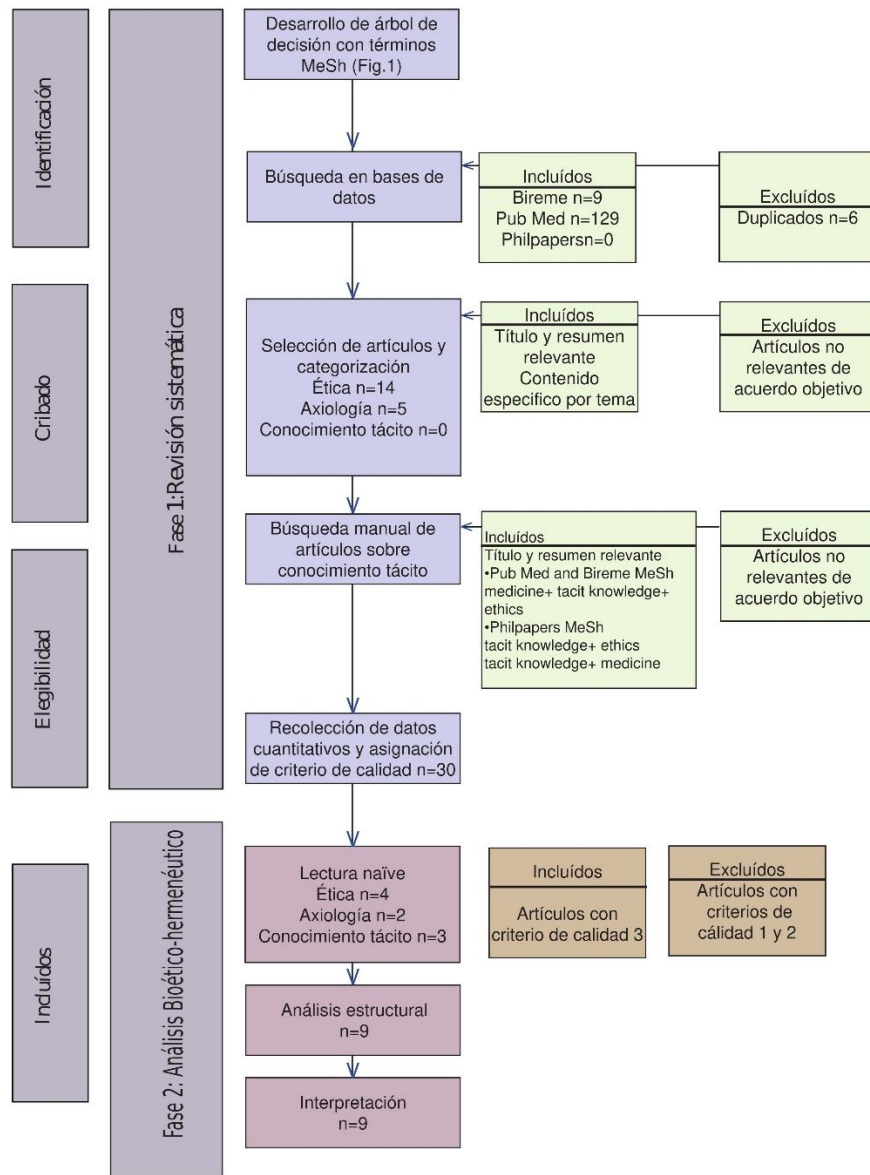 Identificación
Fase 1:Revisión sistemática
Desarrollo de árbol de
decisión con términos
MeSh (Fig.1)
Búsqueda en bases de
datos
Incluídos
Bireme n=9
Pub Med n=129
Philpapersn=0
Excluídos
Duplicados n=6
Cribado
Selección de artículos y
categorización
Ética n=14
Axiología n=5
Conocimiento tácito n=0
Incluídos
Título y resumen
relevante
Contenido
especifico por tema
Excluídos
Artículos no
relevantes de
acuerdo objetivo
Elegibilidad
Búsqueda manual de
artículos sobre
conocimiento tácito
Incluídos
Título y resumen relevante
•Pub Med and Bireme MeSh
medicine+ tacit knowledge+
ethics
•Philpapers MeSh
tacit knowledge+ ethics
tacit knowledge+ medicine
Excluídos
Artículos no
relevantes de
acuerdo objetivo
Recolección de datos
cuantitativos y asignación
de criterio de calidad n=30
Incluídos
Fase 2: Análisis Bioético-hermenéutico
Lectura naïve
Ética n=4
Axiología n=2
Conocimiento tácito n=3
Incluídos
Artículos con
criterio de calidad 3
Excluídos
Artículos con
criterios de
cálidad 1 y 2
Análisis estructural
n=9
Interpretación
n=9